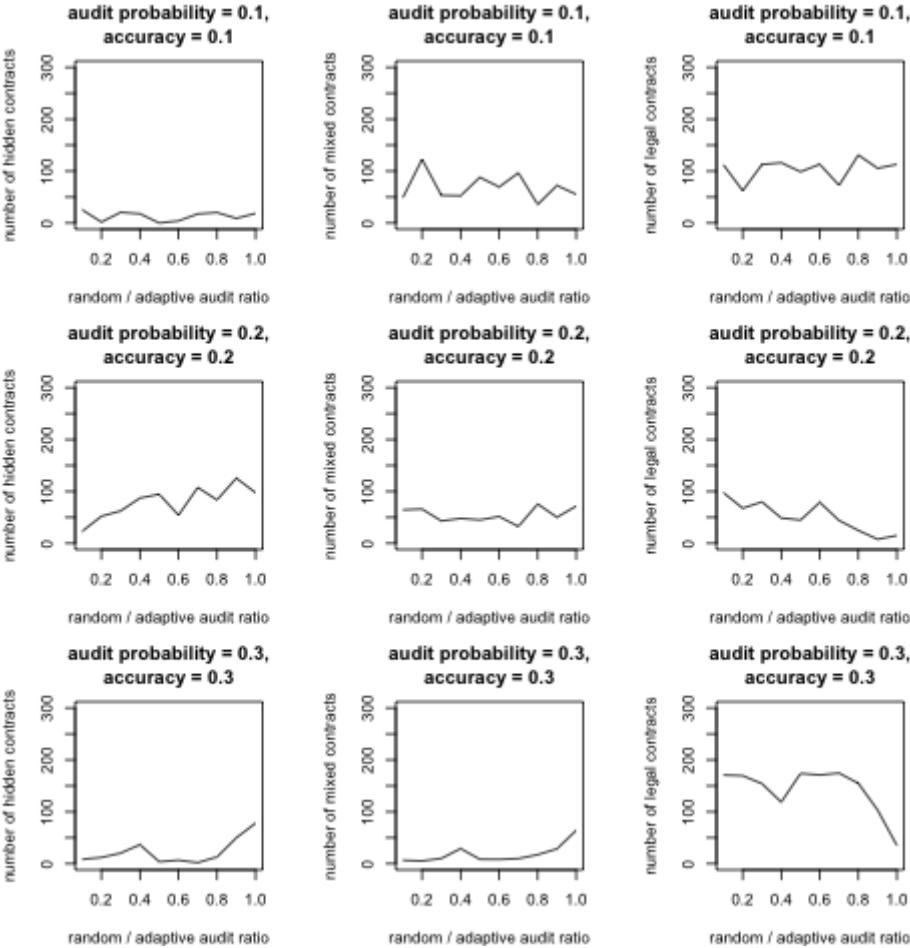 audit probability = 0.1,
accuracy = 0.1
number of hidden contracts
300
200
100
0
0.2 0.4 0.6 0.8 1.0
random / adaptive audit ratio
audit probability = 0.1,
accuracy = 0.1
number of mixed contracts
300
200
100
0
0.2 0.4 0.6 0.8 1.0
random / adaptive audit ratio
audit probability = 0.1,
accuracy = 0.1
number of legal contracts
300
200
100
0
0.2 0.4 0.6 0.8 1.0
random / adaptive audit ratio
audit probability = 0.2,
accuracy = 0.2
number of hidden contracts
300
200
100
0
0.2 0.4 0.6 0.8 1.0
random / adaptive audit ratio
audit probability = 0.2,
accuracy = 0.2
number of mixed contracts
300
200
100
0
0.2 0.4 0.6 0.8 1.0
random / adaptive audit ratio
audit probability = 0.2,
accuracy = 0.2
number of legal contracts
300
200
100
0
0.2 0.4 0.6 0.8 1.0
random / adaptive audit ratio
audit probability = 0.3,
accuracy = 0.3
number of hidden contracts
300
200
100
0
0.2 0.4 0.6 0.8 1.0
random / adaptive audit ratio
audit probability = 0.3,
accuracy = 0.3
number of mixed contracts
300
200
100
0
0.2 0.4 0.6 0.8 1.0
random / adaptive audit ratio
audit probability = 0.3,
accuracy = 0.3
number of legal contracts
300
200
100
0
0.2 0.4 0.6 0.8 1.0
random / adaptive audit ratio